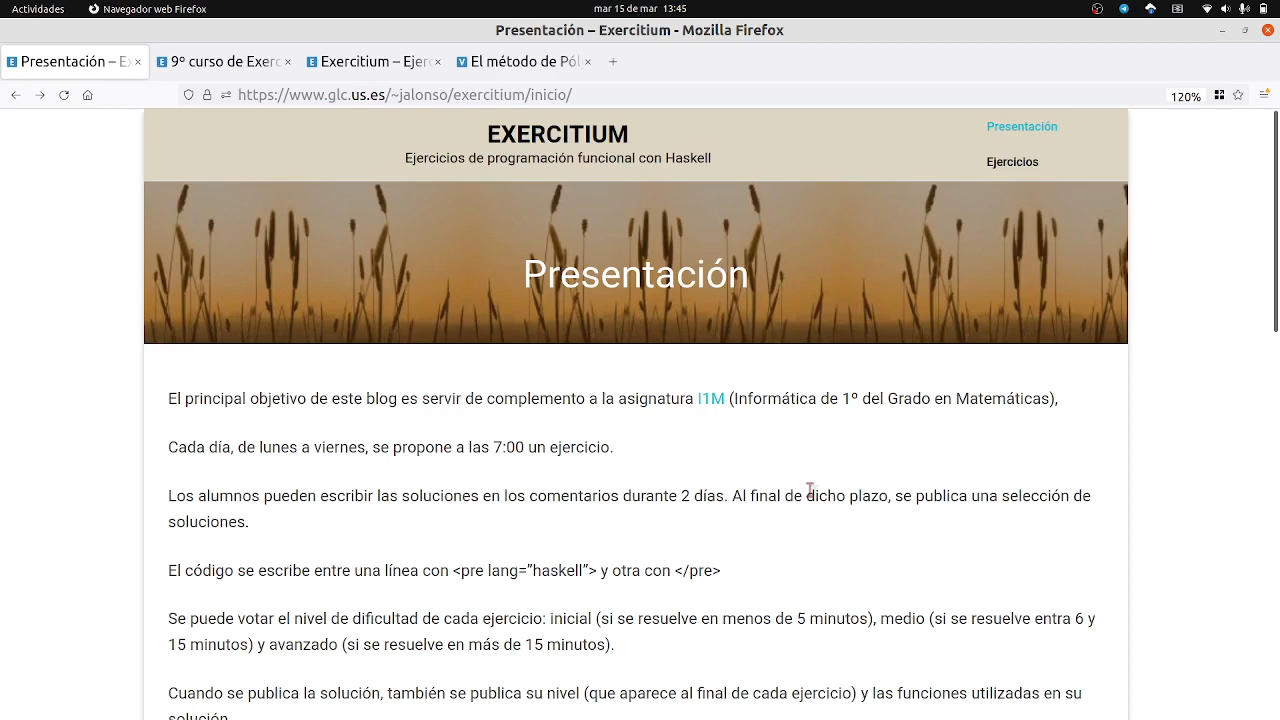 Actividades
Navegador web Firefox
mar 15 de mar 13:45
Presentación – Exercitium - Mozilla Firefox
Presentación – Ex
9º curso de Exerc
Exercitium – Ejerc
El método de Pól
https://www.glc.us.es/~jalonso/exercitium/inicio/
120%
EXERCITIUM
Ejercicios de programación funcional con Haskell
Presentación
Ejercicios
Presentación
El principal objetivo de este blog es servir de complemento a la asignatura I1M (Informática de 1º del Grado en Matemáticas),
Cada día, de lunes a viernes, se propone a las 7:00 un ejercicio.
Los alumnos pueden escribir las soluciones en los comentarios durante 2 días. Al final de dicho plazo, se publica una selección de
soluciones.
El código se escribe entre una línea con <pre lang=”haskell”> y otra con </pre>
Se puede votar el nivel de dificultad de cada ejercicio: inicial (si se resuelve en menos de 5 minutos), medio (si se resuelve entra 6 y
15 minutos) y avanzado (si se resuelve en más de 15 minutos).
Cuando se publica la solución, también se publica su nivel (que aparece al final de cada ejercicio) y las funciones utilizadas en su
solución.